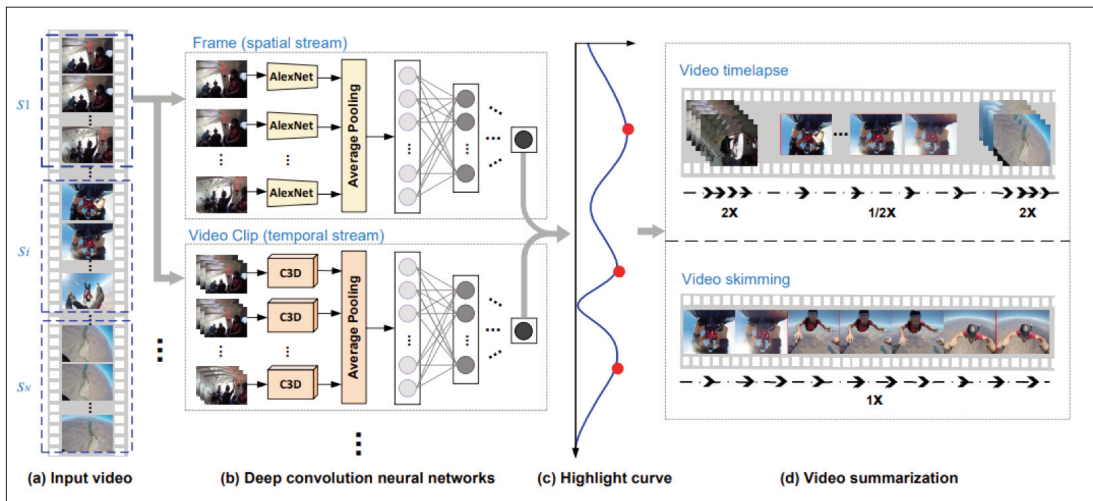 S1
Si
SN
(a) Input video
Frame (spatial stream)
AlexNet
AlexNet
AlexNet
Average Pooling
Video Clip (temporal stream)
C3D
C3D
C3D
Average Pooling
(b) Deep convolution neural networks
(c) Highlight curve
Video timelapse
2X
1/2X
2X
Video skimming
1X
(d) Video summarization